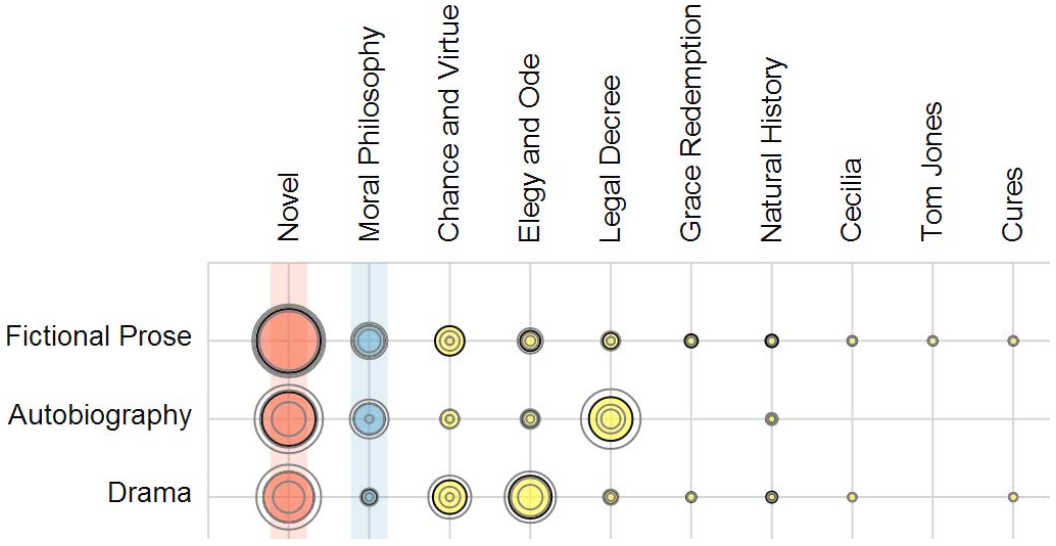 Novel
Moral Philosophy
Chance and Virtue
Elegy and Ode
Legal Decree
Grace Redemption
Natural History
Cecilia
Tom Jones
Cures
Fictional Prose
Autobiography
Drama